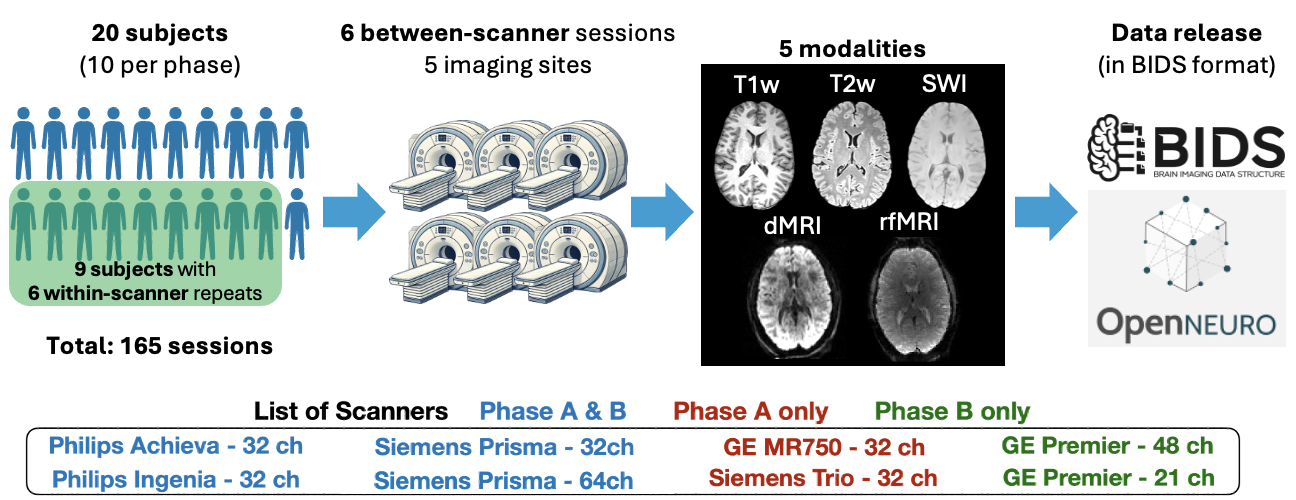 20 subjects
(10 per phase)
9 subjects with
6 within-scanner repeats
Total: 165 sessions
6 between-scanner sessions
5 imaging sites
5 modalities
T1w T2w SWI
dMRI rfMRI
Data release
(in BIDS format)
BIDS
BRAIN IMAGING DATA STRUCTURE
OpenNEURO
List of Scanners Phase A & B Phase A only Phase B only
Philips Achieva - 32 ch Siemens Prisma - 32ch GE MR750 - 32 ch GE Premier - 48 ch
Philips Ingenia - 32 ch Siemens Prisma - 64ch Siemens Trio - 32 ch GE Premier - 21 ch